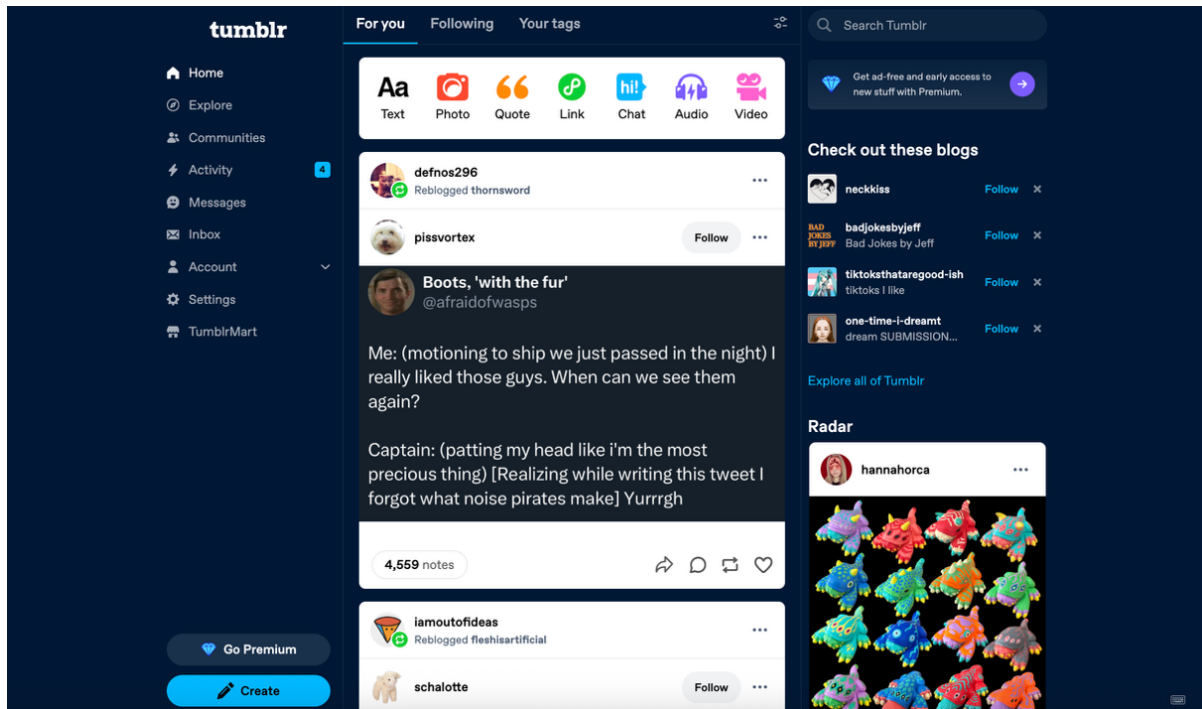 tumblr
Home
Explore
Communities
Activity
4
Messages
Inbox
Account
Settings
TumblrMart
Go Premium
Create
For you Following Your tags
Aa
hi!
Text Photo Quote Link Chat Audio Video
defnos296
Reblogged thornsword
pissvortex
Follow
Boots, 'with the fur'
@afraidofwasps
Me: (motioning to ship we just passed in the night) I
really liked those guys. When can we see them
again?
Captain: (patting my head like i'm the most
precious thing) [Realizing while writing this tweet I
forgot what noise pirates make] Yurrrgh
4,559 notes
iamoutofideas
Reblogged fleshisartificial
schalotte
Follow
Search Tumblr
Get ad-free and early access to
new stuff with Premium.
Check out these blogs
neckkiss
Follow
BAD
JOKES
BY JEFF
badjokesbyjeff
Bad Jokes by Jeff
Follow
tiktoksthataregood-ish
tiktoks I like
Follow
one-time-i-dreamt
dream SUBMISSION...
Follow
Explore all of Tumblr
Radar
hannahorca